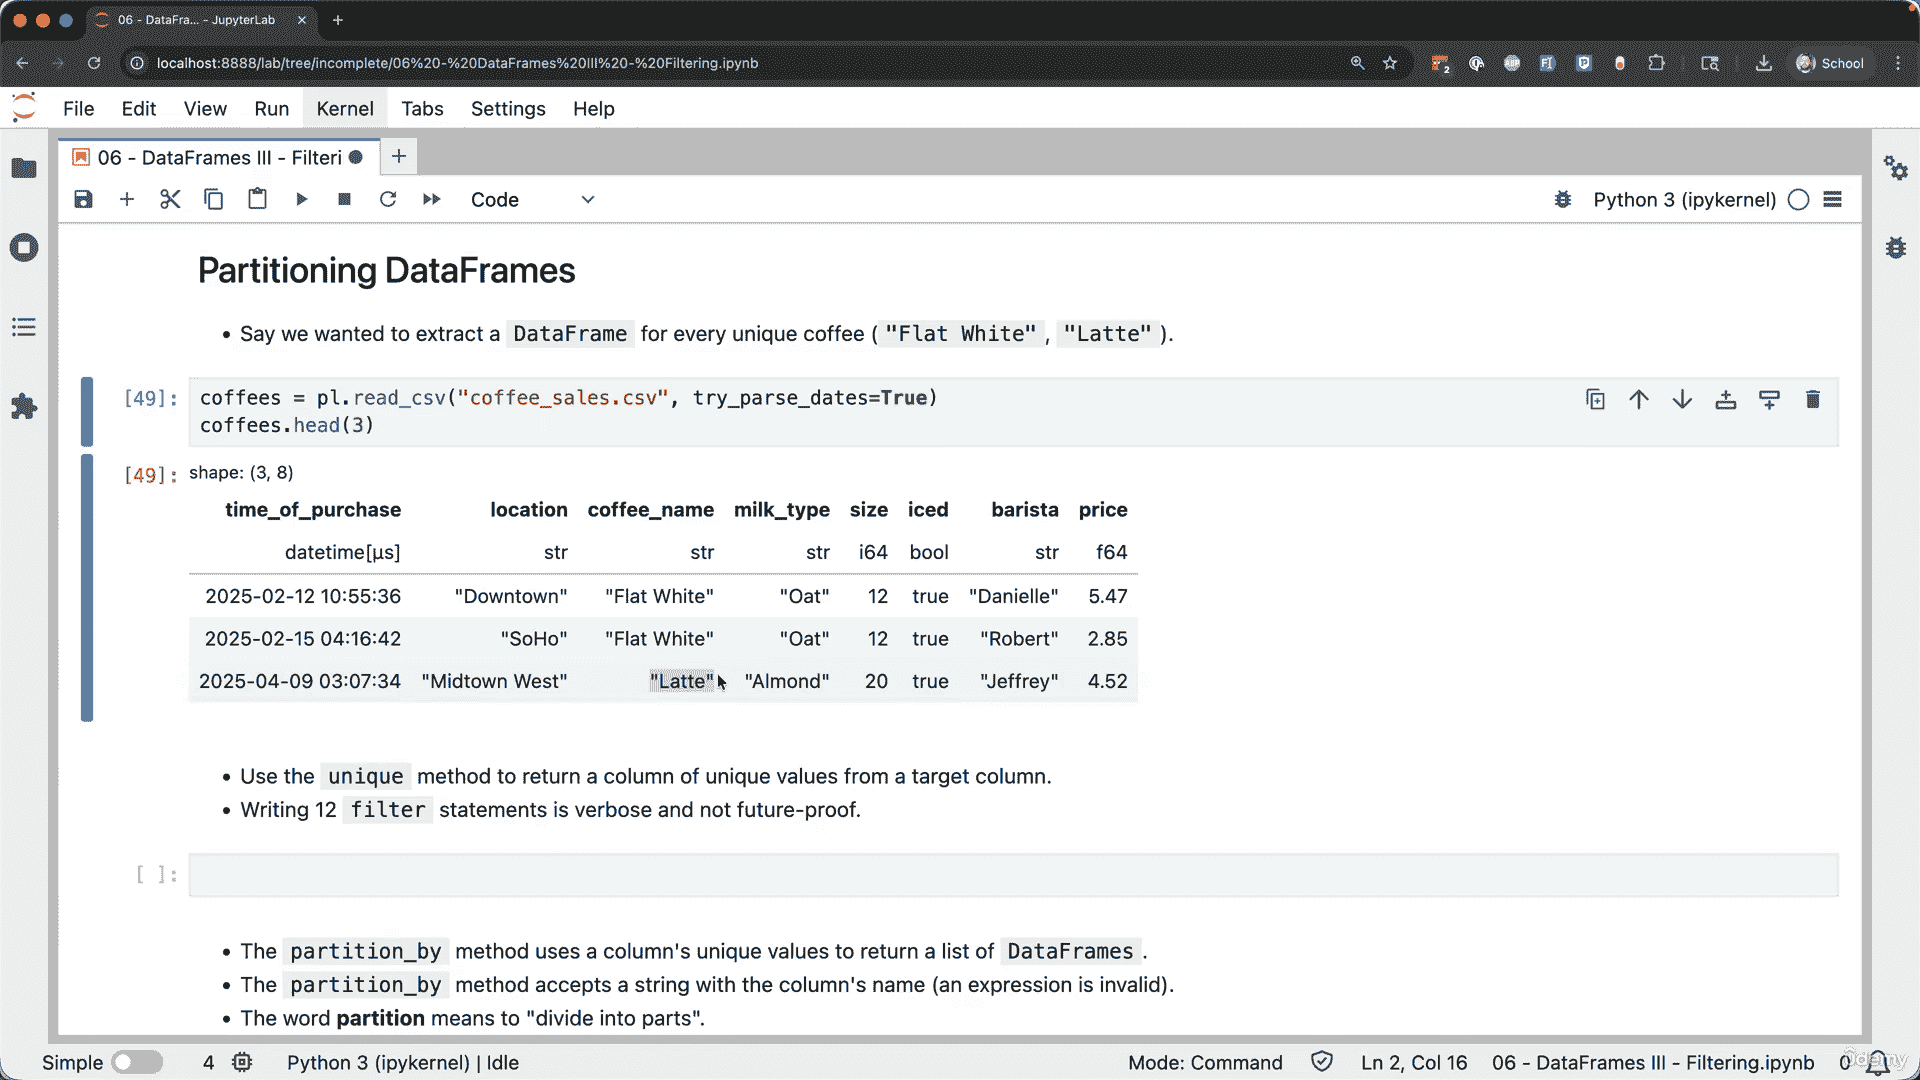 06 - DataFra... - JupyterLab
localhost:8888/lab/tree/incomplete/06%20-%20DataFrames%20III%20-%20Filtering.ipynb
2
ABP
School
File Edit View Run Kernel Tabs Settings Help
06 - DataFrames III - Filteri
Code
Python 3 (ipykernel)
Partitioning DataFrames
• Say we wanted to extract a DataFrame for every unique coffee ("Flat White", "Latte").
[49]: coffees = pl.read_csv("coffee_sales.csv", try_parse_dates=True)
coffees.head(3)
[49]: shape: (3, 8)
time_of_purchase location coffee_name milk_type size iced barista price
datetime[μs] str str str i64 bool str f64
2025-02-12 10:55:36 "Downtown" "Flat White" "Oat" 12 true "Danielle" 5.47
2025-02-15 04:16:42 "SoHo" "Flat White" "Oat" 12 true "Robert" 2.85
2025-04-09 03:07:34 "Midtown West" "Latte" "Almond" 20 true "Jeffrey" 4.52
• Use the unique method to return a column of unique values from a target column.
• Writing 12 filter statements is verbose and not future-proof.
[ ]:
• The partition_by method uses a column's unique values to return a list of DataFrames.
• The partition_by method accepts a string with the column's name (an expression is invalid).
• The word partition means to "divide into parts".
Simple 4 Python 3 (ipykernel) | Idle Mode: Command Ln 2, Col 16 06 - DataFrames III - Filtering.ipynb 0
udemy